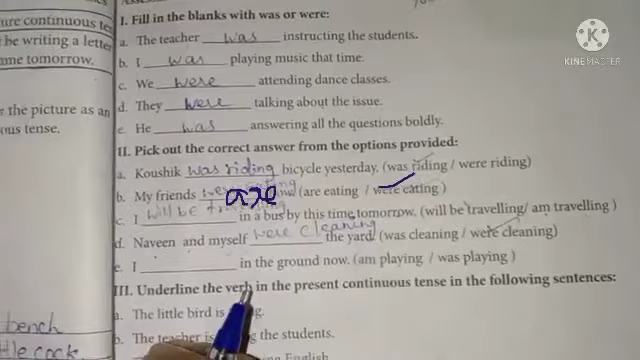 ture continuous ten
be writing a letter
ame tomorrow.
r the picture as an
ous tense.
I. Fill in the blanks with was or were:
a. The teacher was instructing the students.
b. I was playing music that time.
c. We were attending dance classes.
d. They were talking about the issue.
e. He was answering all the questions boldly.
II. Pick out the correct answer from the options provided:
a. Koushik was riding bicycle yesterday. (was riding / were riding)
b. My friends (are eating / were eating)
are
c. I will be in a bus by this time tomorrow. (will be travelling / am travelling)
d. Naveen and myself were cleaning the yard. (was cleaning / were cleaning)
e. I in the ground now. (am playing / was playing)
III. Underline the verb in the present continuous tense in the following sentences:
a. The little bird is
b. The teacher is the students.
English.
bench
tle cock
KINEMASTER